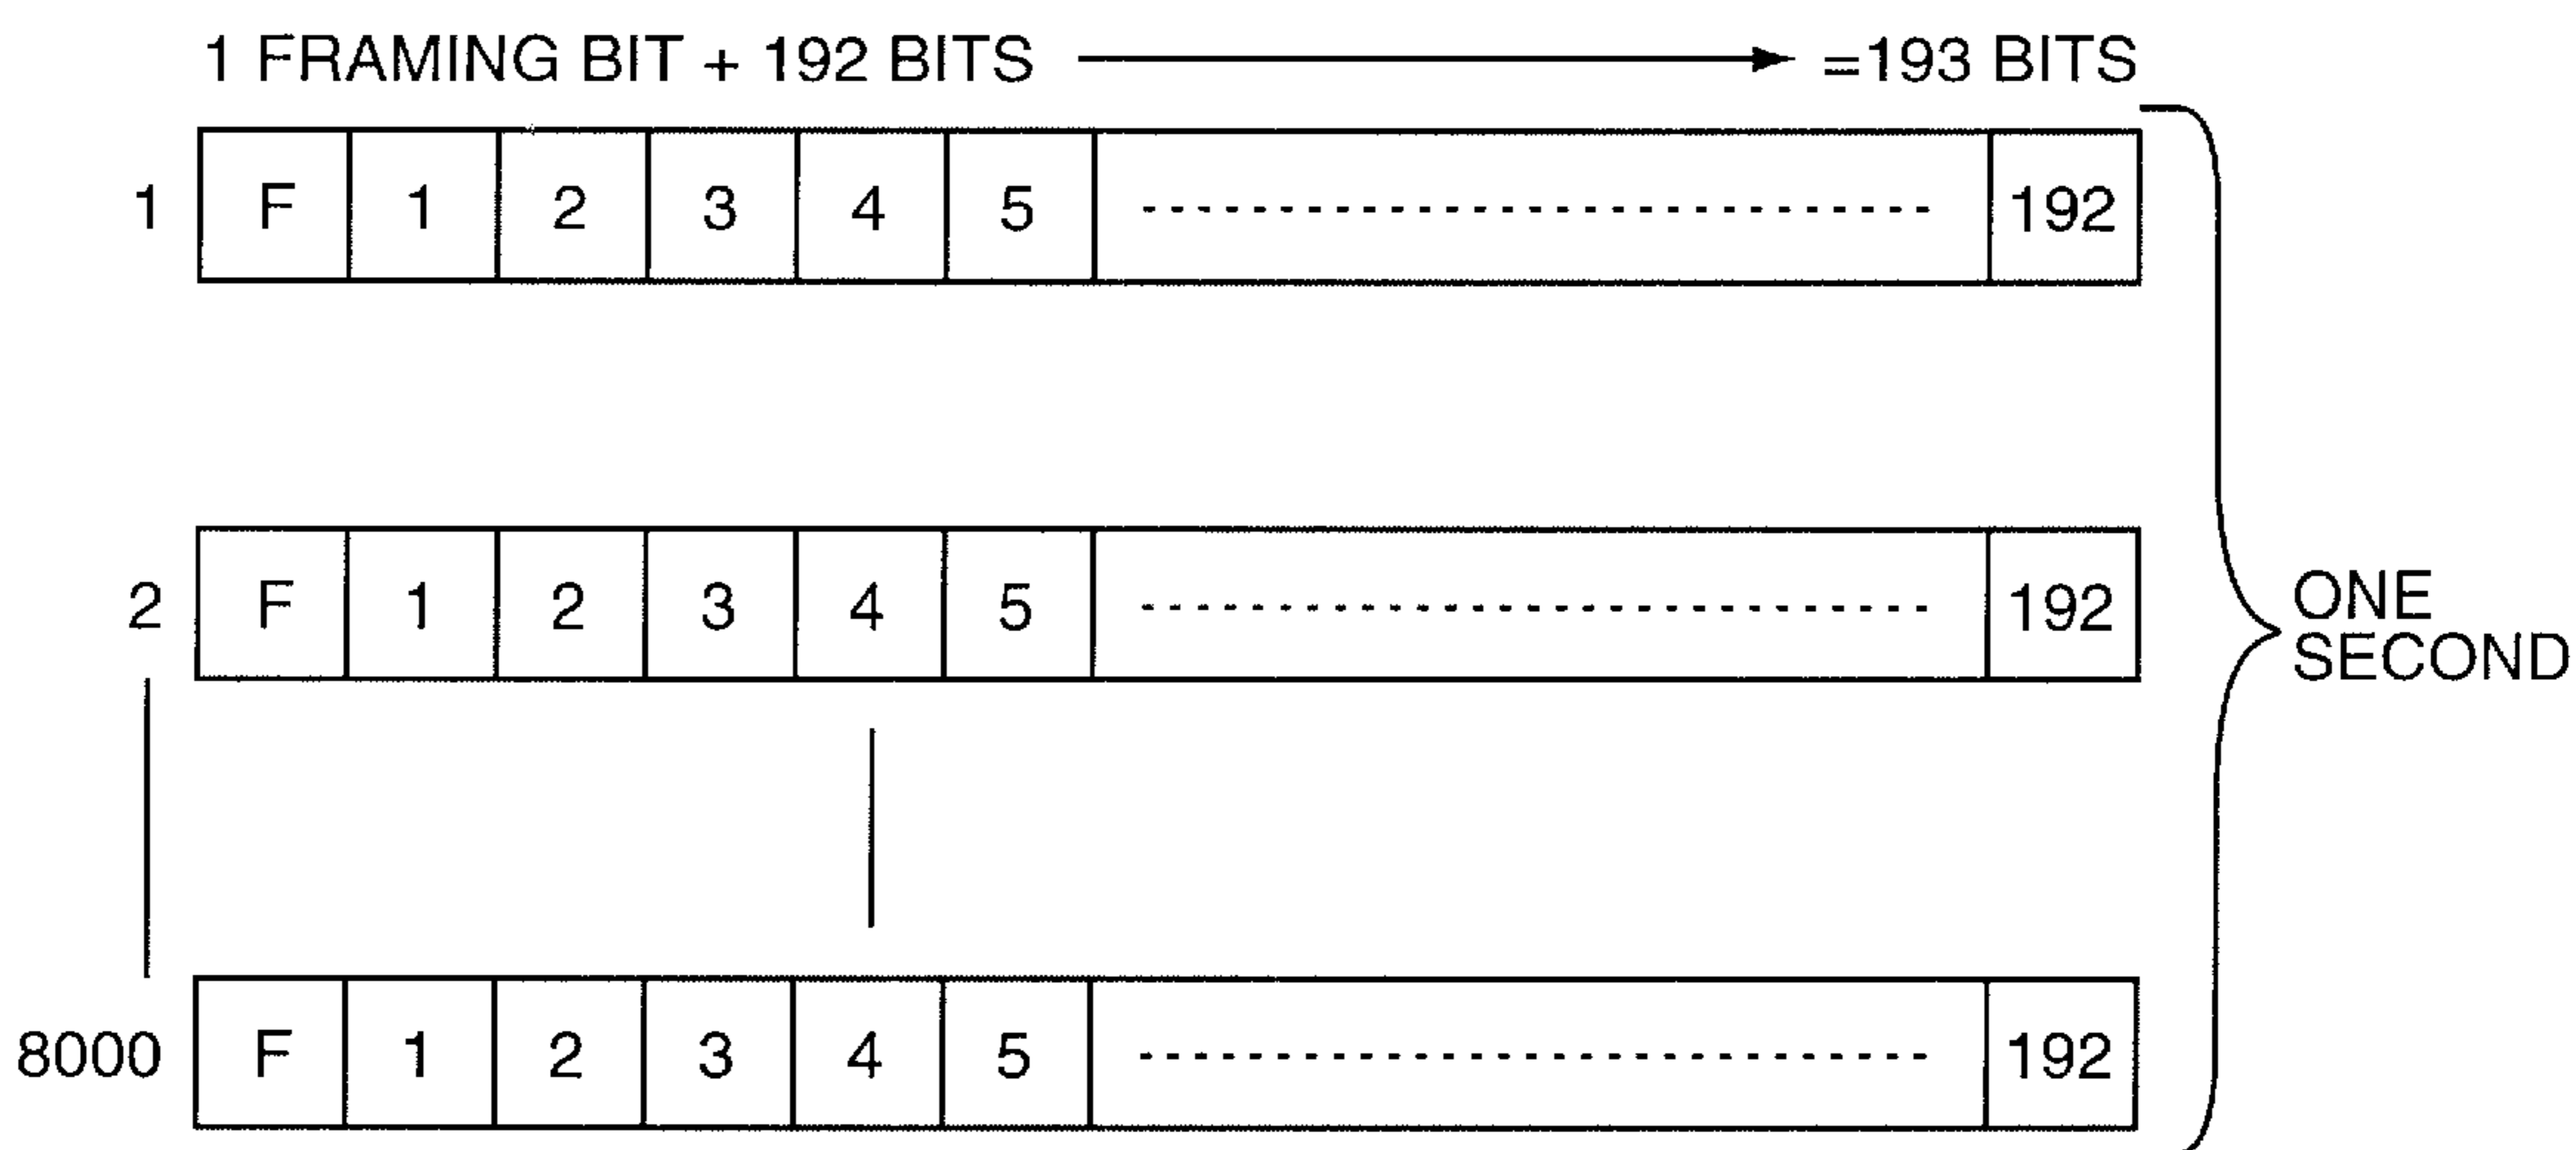 1 FRAMING BIT + 192 BITS =193 BITS
1 F 1 2 3 4 5 192
2 F 1 2 3 4 5 192
ONE
SECOND
8000 F 1 2 3 4 5 192